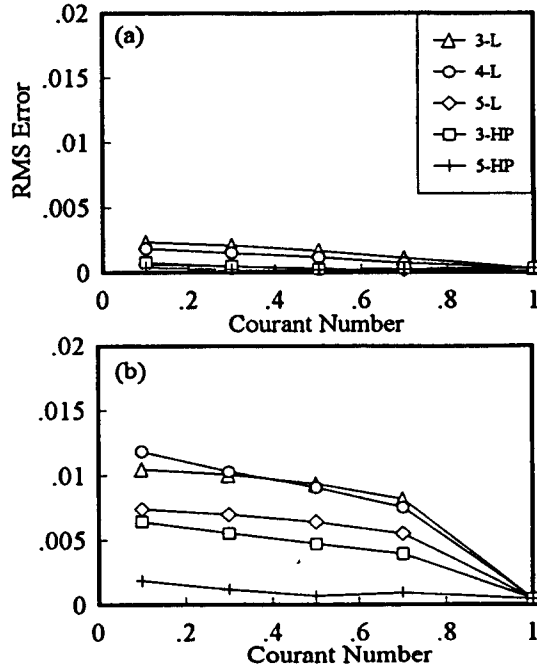 .02
(a)
3-L
4-L
5-L
3-HP
5-HP
.015
RMS Error
.01
.005
0
0 .2 .4 .6 .8 1
Courant Number
.02
(b)
.015
.01
.005
0
0 .2 .4 .6 .8 1
Courant Number